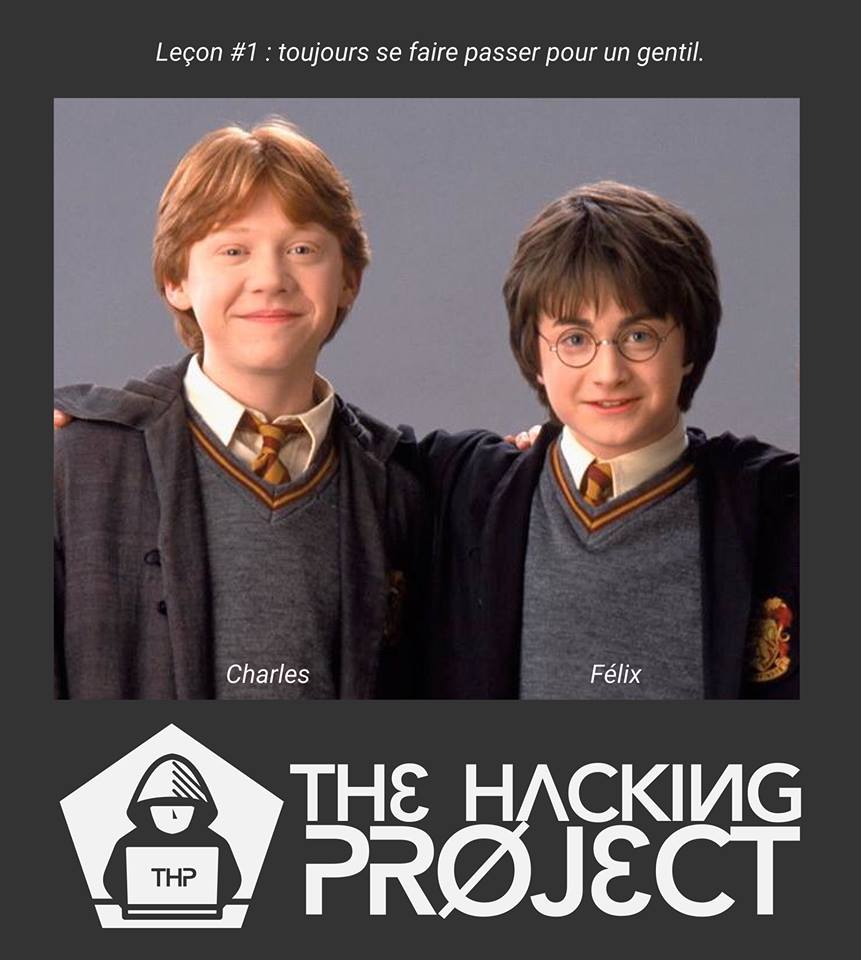 Leçon #1 : toujours se faire passer pour un gentil.
Charles
Félix
THP
THE HACKING
PRØJECT